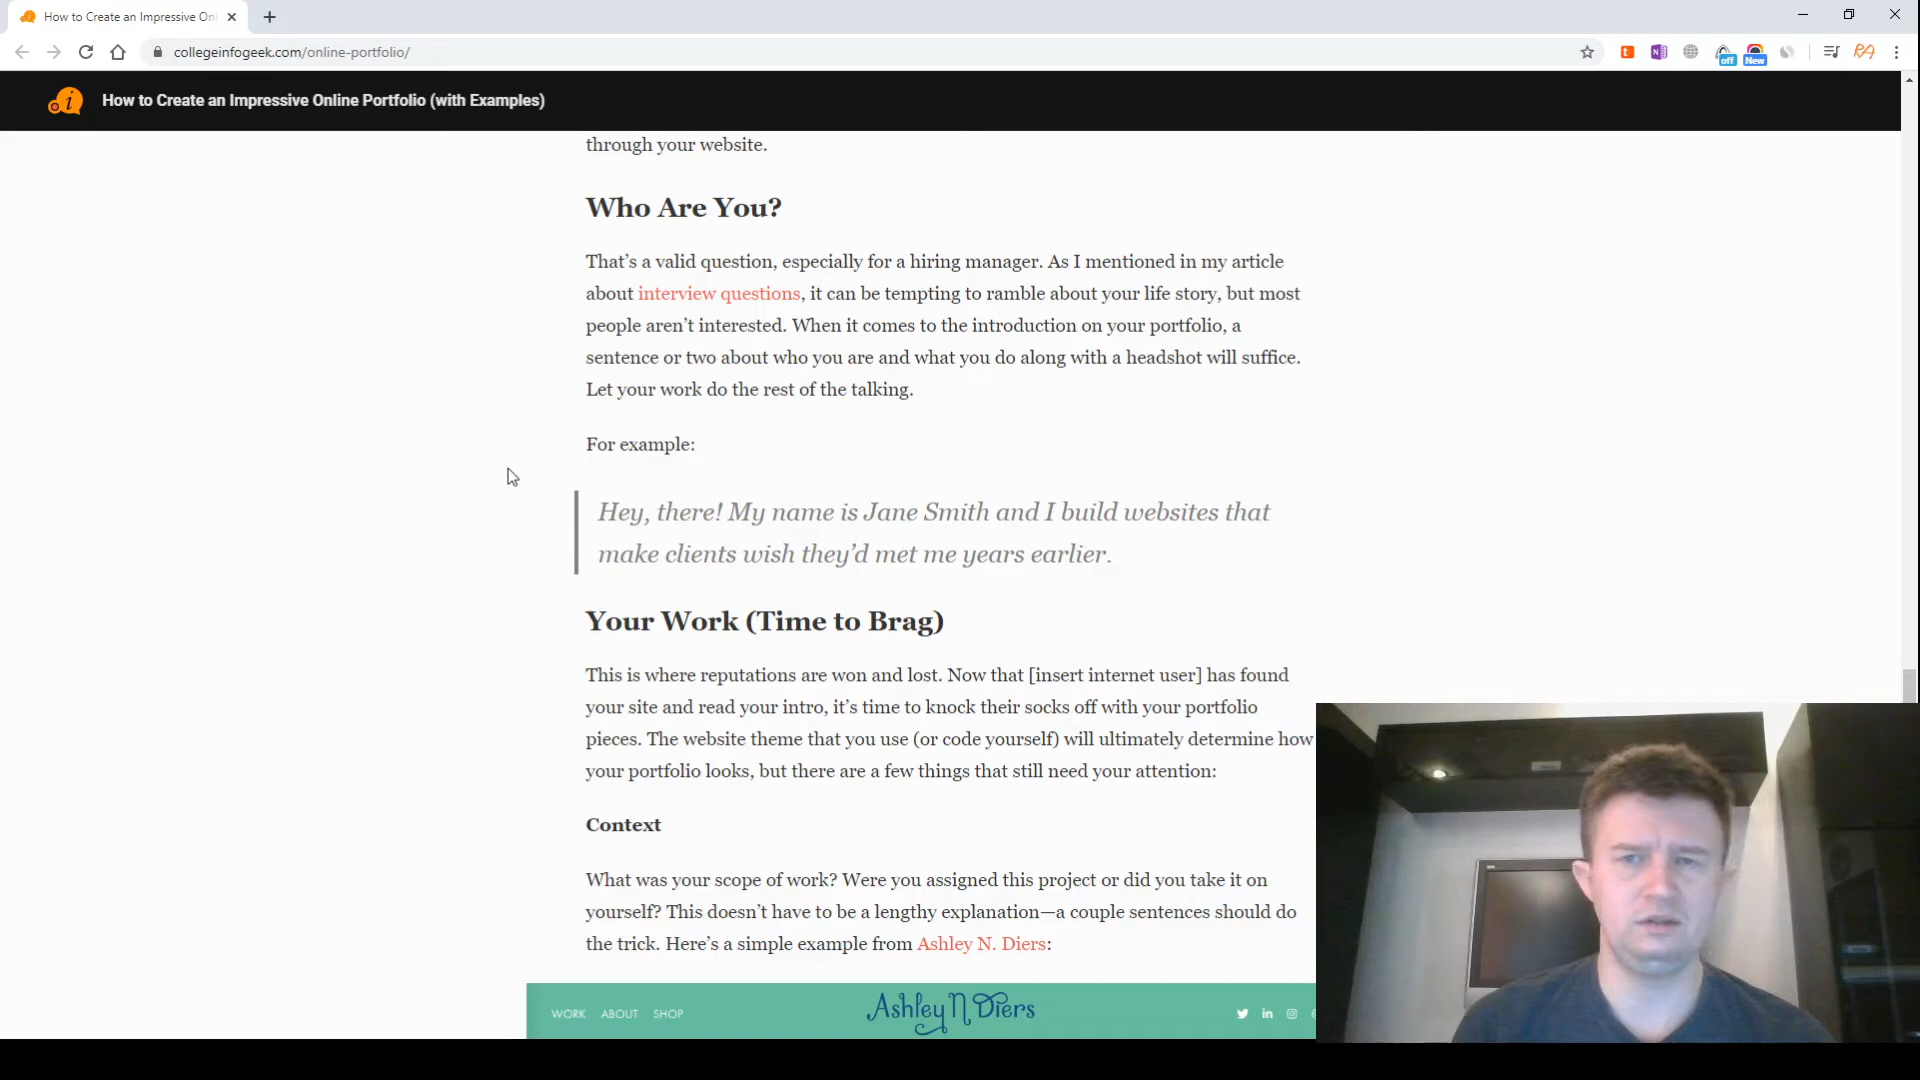 How to Create an Impressive Onl
collegeinfogeek.com/online-portfolio/
off
New
How to Create an Impressive Online Portfolio (with Examples)
through your website.
Who Are You?
That’s a valid question, especially for a hiring manager. As I mentioned in my article
about interview questions, it can be tempting to ramble about your life story, but most
people aren’t interested. When it comes to the introduction on your portfolio, a
sentence or two about who you are and what you do along with a headshot will suffice.
Let your work do the rest of the talking.
For example:
Hey, there! My name is Jane Smith and I build websites that
make clients wish they’d met me years earlier.
Your Work (Time to Brag)
This is where reputations are won and lost. Now that [insert internet user] has found
your site and read your intro, it’s time to knock their socks off with your portfolio
pieces. The website theme that you use (or code yourself) will ultimately determine how
your portfolio looks, but there are a few things that still need your attention:
Context
What was your scope of work? Were you assigned this project or did you take it on
yourself? This doesn’t have to be a lengthy explanation—a couple sentences should do
the trick. Here’s a simple example from Ashley N. Diers:
WORK ABOUT SHOP Ashley N Diers